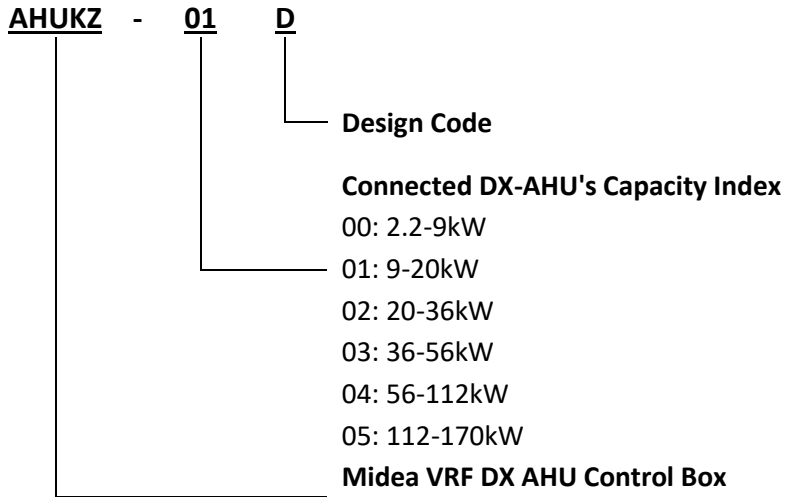 AHUKZ - 01 D
Design Code
Connected DX-AHU's Capacity Index
00: 2.2-9kW
01: 9-20kW
02: 20-36kW
03: 36-56kW
04: 56-112kW
05: 112-170kW
Midea VRF DX AHU Control Box